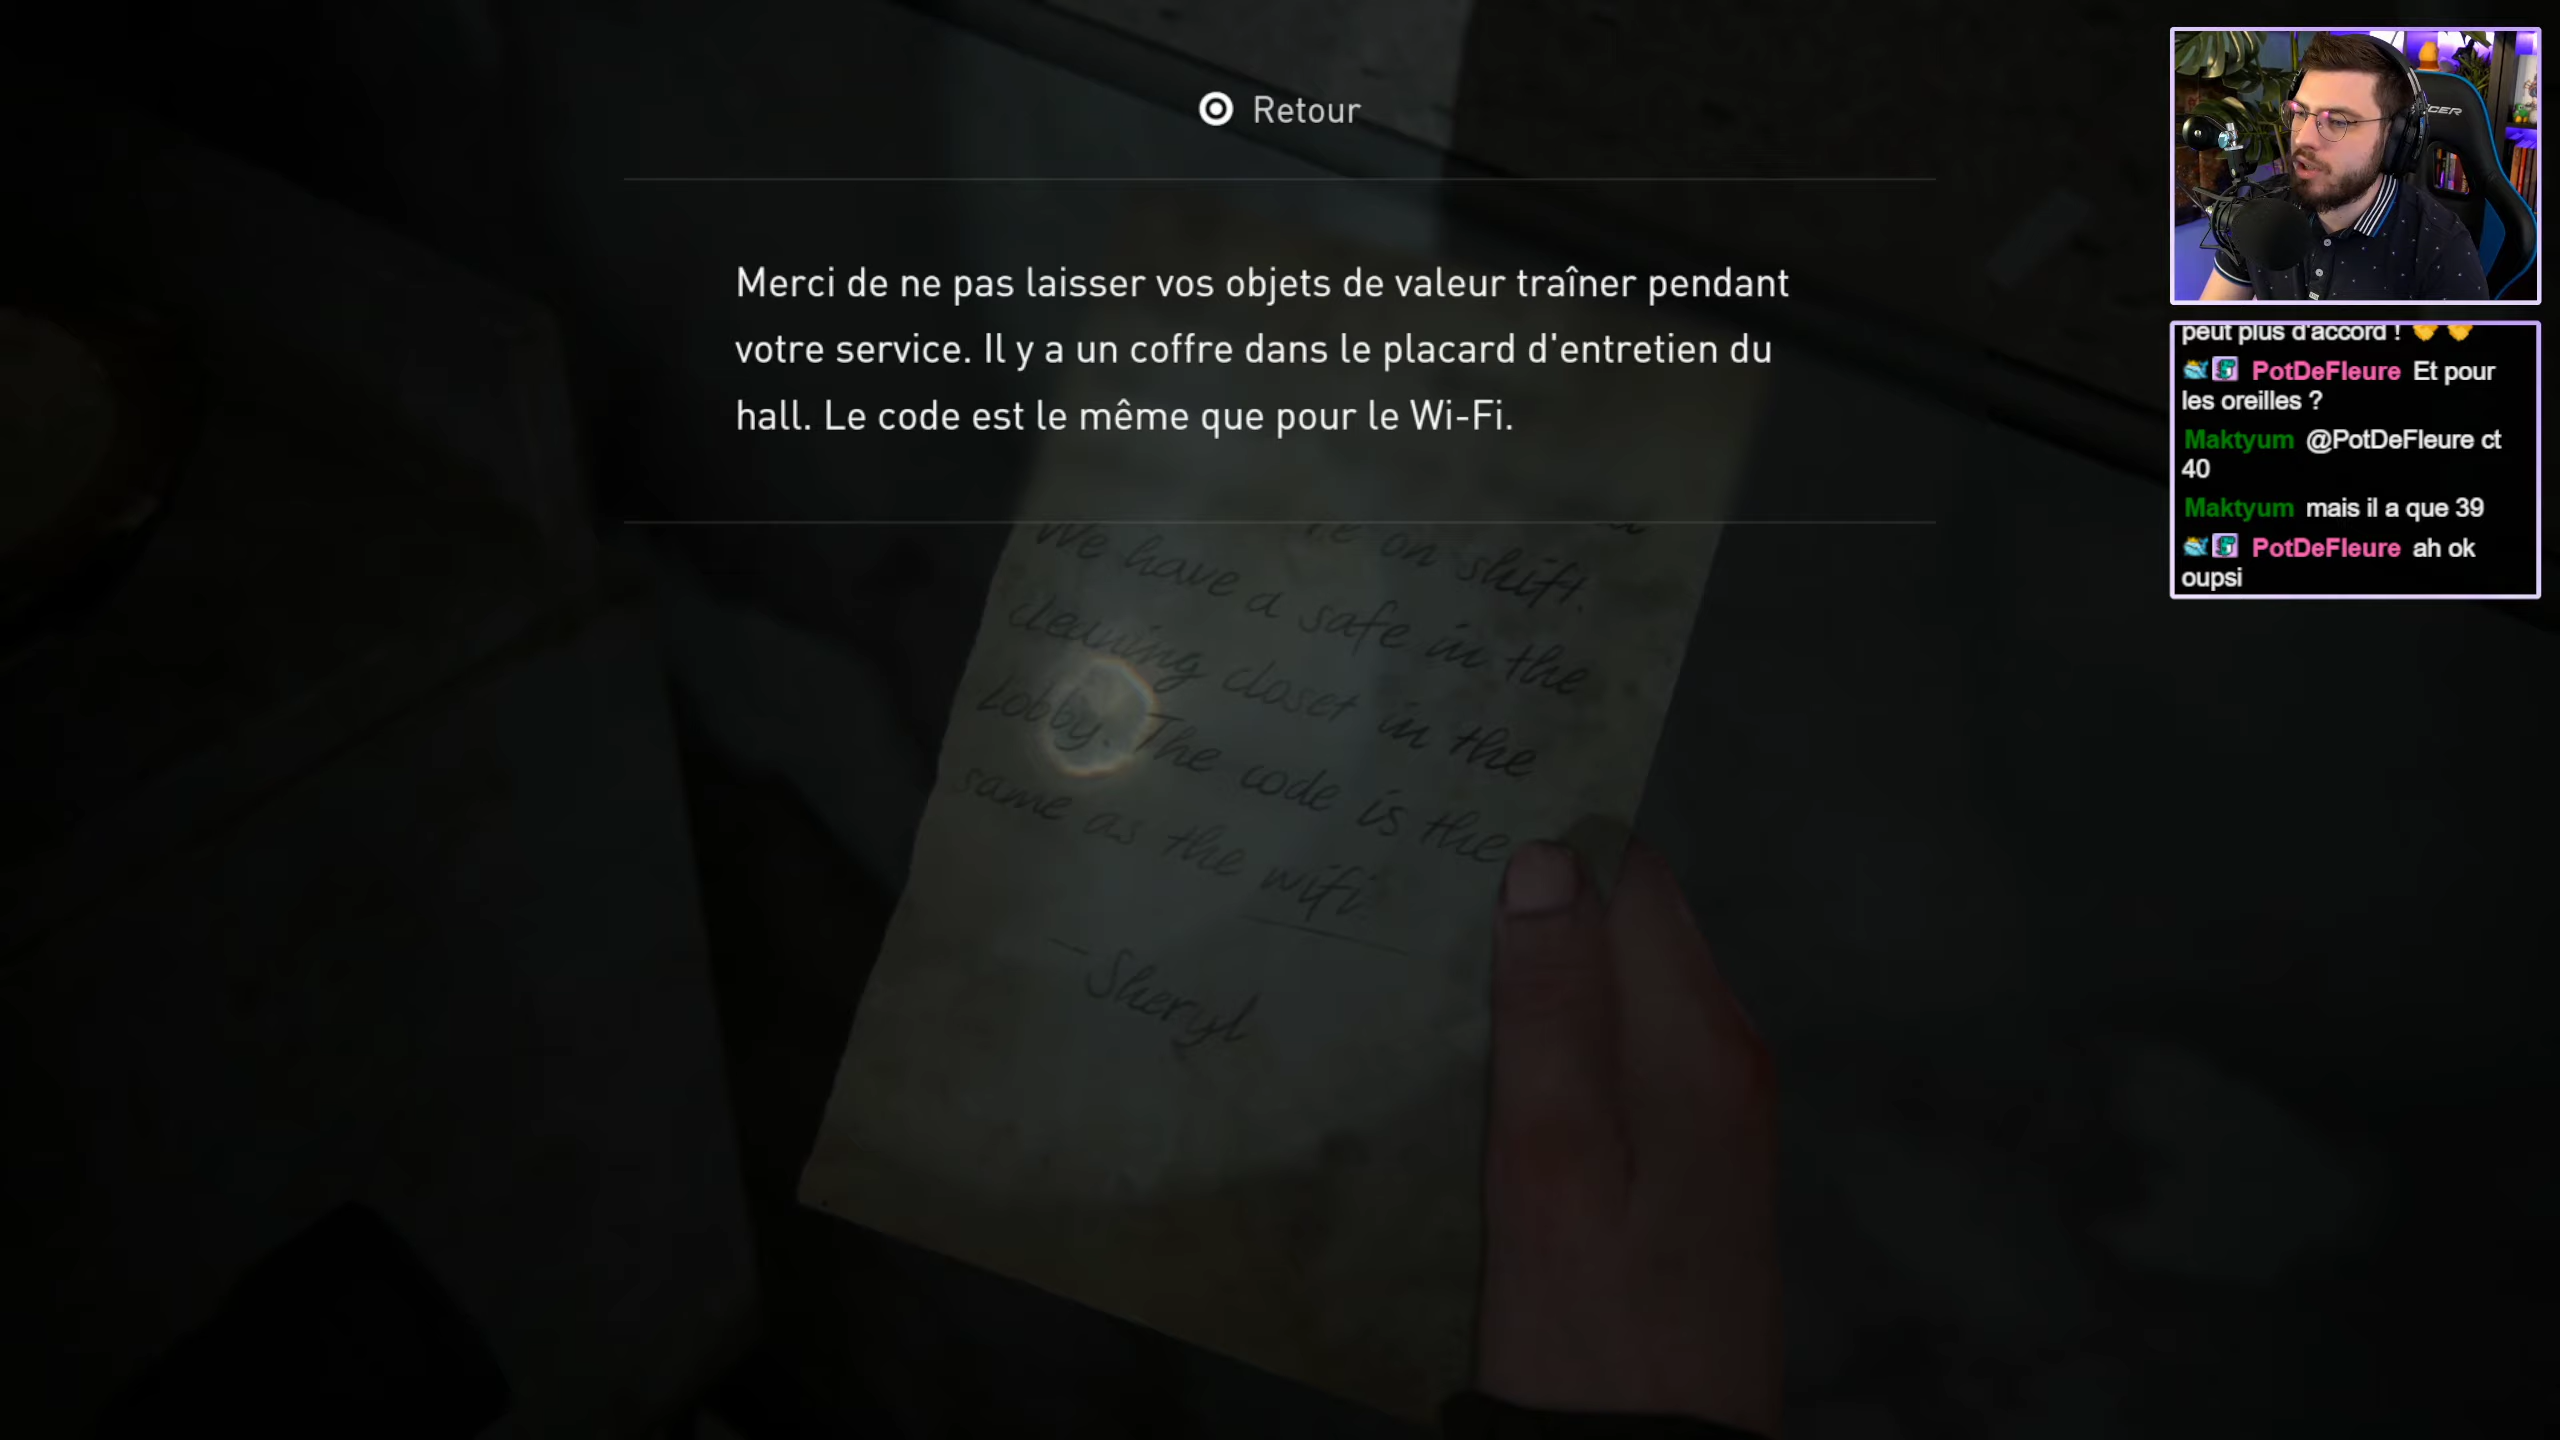 Retour
Merci de ne pas laisser vos objets de valeur traîner pendant
votre service. Il y a un coffre dans le placard d'entretien du
hall. Le code est le même que pour le Wi-Fi.
on shift.
We have a safe in the
cleaning closet in the
Lobby. The code is the
same as the wifi
— Sheryl
peut plus d'accord !
PotDeFleure Et pour
les oreilles ?
Maktyum @PotDeFleure ct
40
Maktyum mais il a que 39
PotDeFleure ah ok
oupsi